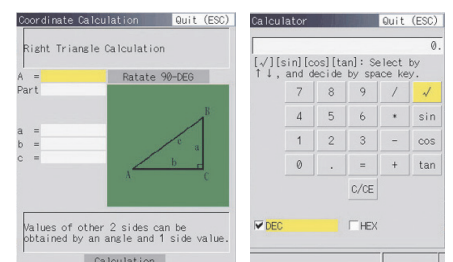 Coordinate Calculation Quit (ESC)
Right Triangle Calculation
A =
Ratate 90-DEG
Part
a =
b =
c =
B
c a
b
A C
Values of other 2 sides can be
obtained by an angle and 1 side value.
Calculation
Calculator Quit (ESC)
0.
[√][sin][cos][tan]: Select by
↑↓, and decide by space key.
7 8 9 / √
4 5 6 * sin
1 2 3 - cos
0 . = + tan
C/CE
DEC HEX